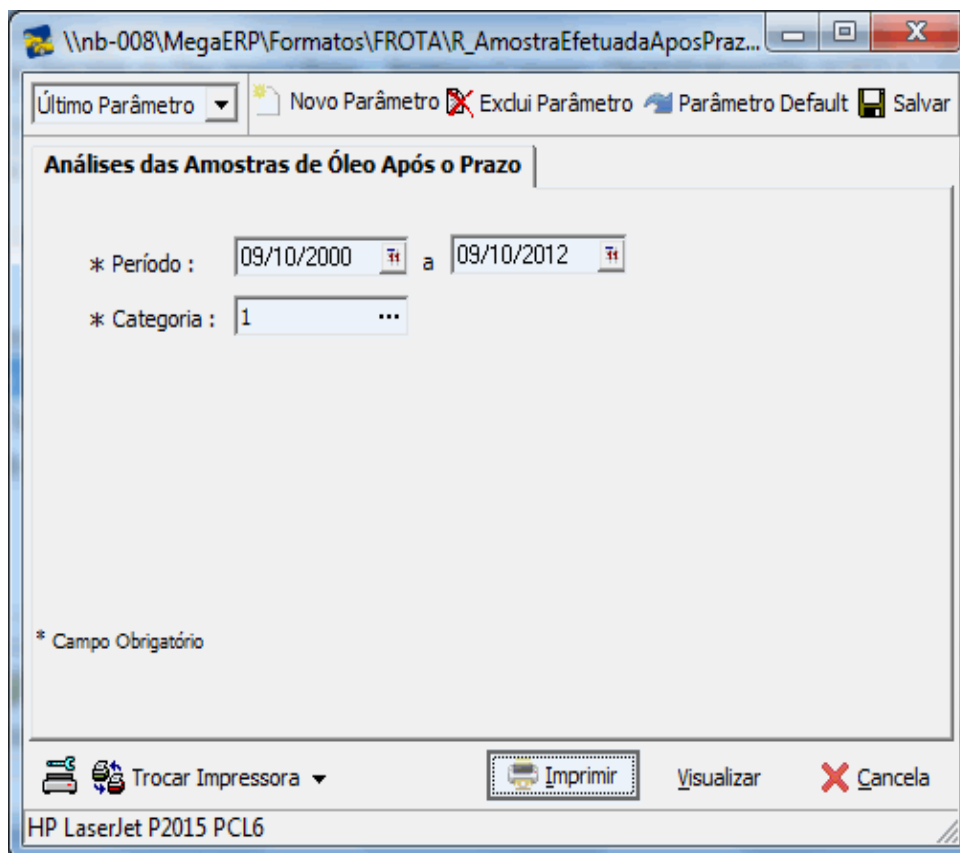 \\nb-008\MegaERP\Formatos\FROTA\R_AmostraEfetuadaAposPraz...
Último Parâmetro Novo Parâmetro Exclui Parâmetro Parâmetro Default Salvar
Análises das Amostras de Óleo Após o Prazo
* Período : 09/10/2000 a 09/10/2012
* Categoria : 1 ...
* Campo Obrigatório
Trocar Impressora Imprimir Visualizar Cancela
HP LaserJet P2015 PCL6